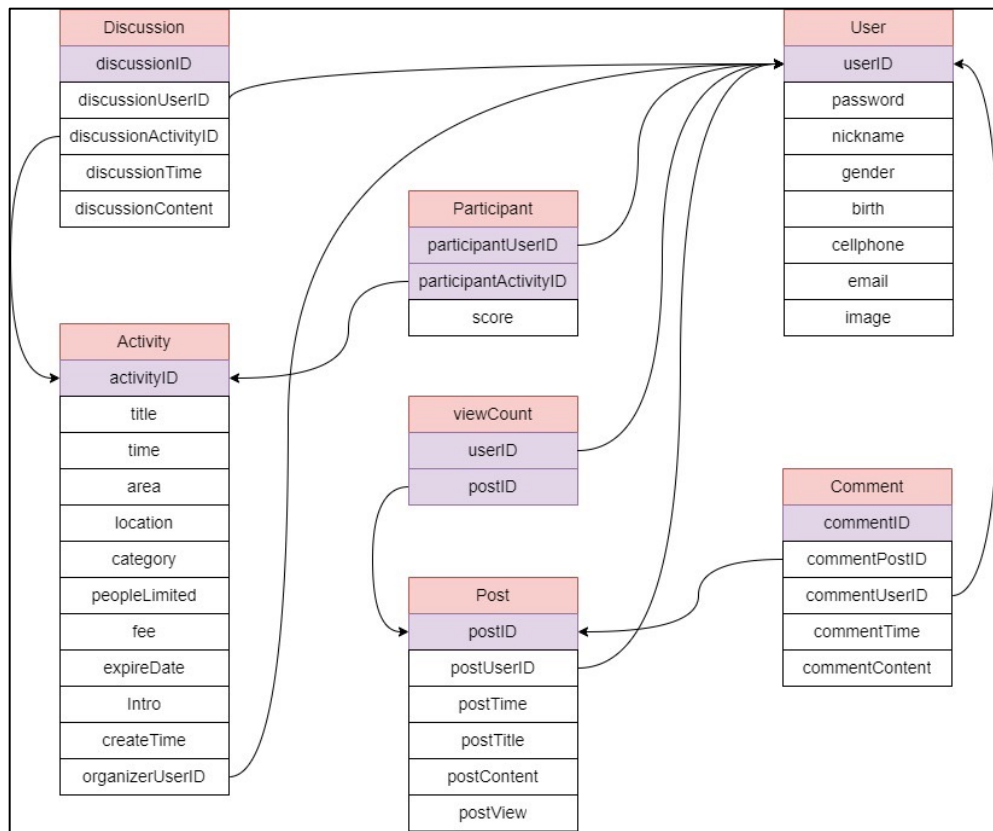 Discussion
discussionID
discussionUserID
discussionActivityID
discussionTime
discussionContent
User
userID
password
nickname
gender
birth
cellphone
email
image
Participant
participantUserID
participantActivityID
score
Activity
activityID
title
time
area
location
category
peopleLimited
fee
expireDate
Intro
createTime
organizerUserID
viewCount
userID
postID
Post
postID
postUserID
postTime
postTitle
postContent
postView
Comment
commentID
commentPostID
commentUserID
commentTime
commentContent